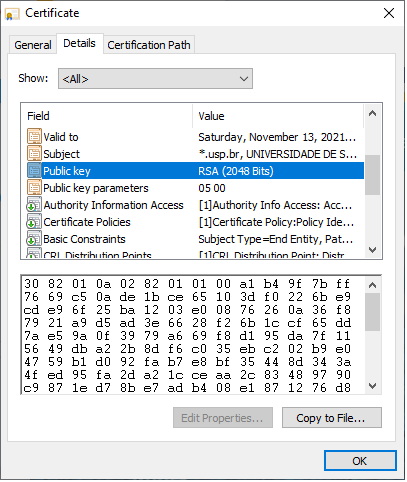 Certificate
General Details Certification Path
Show: <All>
Field Value
Valid to Saturday, November 13, 2021...
Subject *.usp.br, UNIVERSIDADE DE S...
Public key RSA (2048 Bits)
Public key parameters 05 00
Authority Information Access [1]Authority Info Access: Acc...
Certificate Policies [1]Certificate Policy:Policy Ide...
Basic Constraints Subject Type=End Entity, Pat...
CRL Distribution Points [1]CRL Distribution Point: Distr...
30 82 01 0a 02 82 01 01 00 a1 b4 9f 7b ff
76 69 c5 0a de 1b ce 65 10 3d f0 22 6b e9
cd e9 6f 25 ba 12 03 e0 08 76 26 0a 36 f8
79 21 a9 d5 ad 3e 66 28 f2 6b 1c cf 65 dd
7a e5 9a 0f 39 79 a6 69 f8 d1 95 da 7f 11
56 49 db a2 2b 8d f6 c0 35 eb c2 02 b9 e0
47 59 b1 d0 92 fa b7 e8 bf 35 44 8d 34 3a
4f ed 95 fa 2d a2 1c ce aa 2c 83 48 97 90
c9 87 1e d7 8b e7 ad b4 08 e1 87 12 76 d8
Edit Properties... Copy to File...
OK